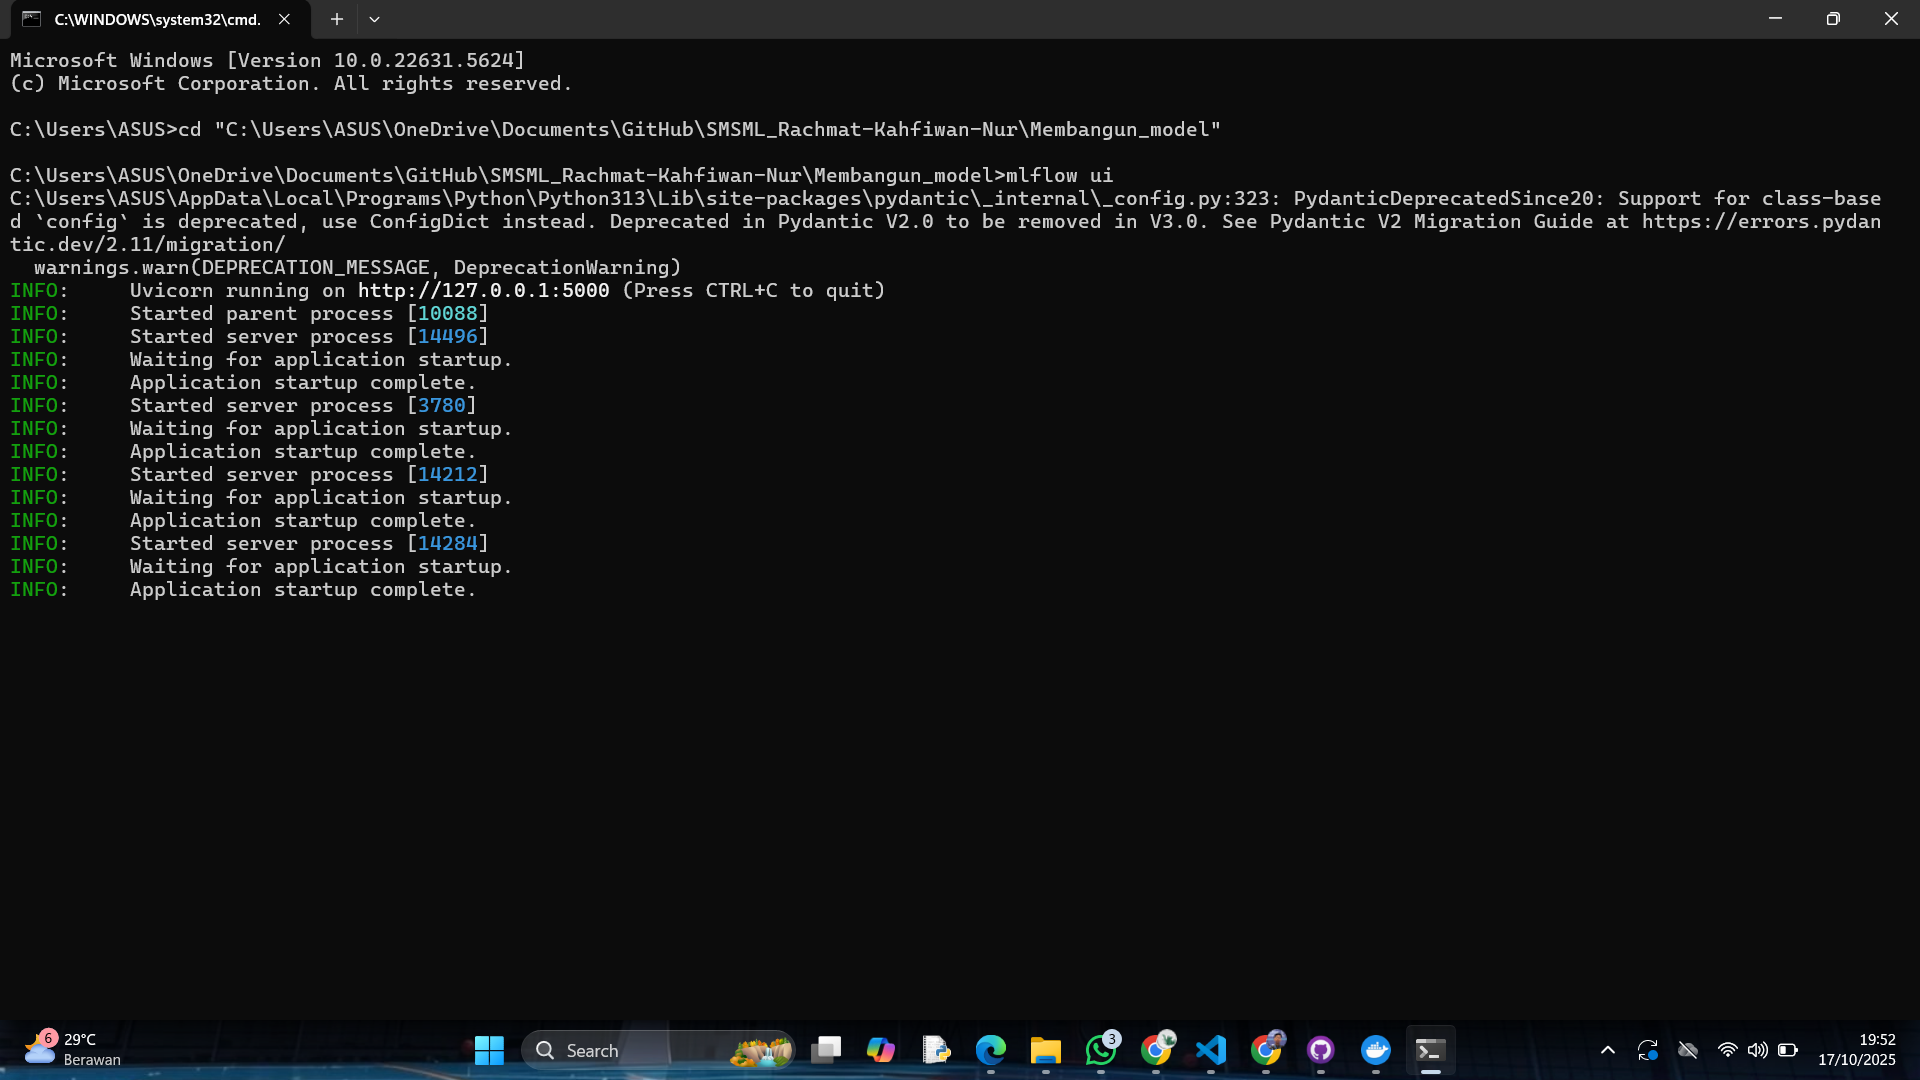 C:\WINDOWS\system32\cmd.
Microsoft Windows [Version 10.0.22631.5624]
(c) Microsoft Corporation. All rights reserved.
C:\Users\ASUS>cd "C:\Users\ASUS\OneDrive\Documents\GitHub\SMSML_Rachmat-Kahfiwan-Nur\Membangun_model"
C:\Users\ASUS\OneDrive\Documents\GitHub\SMSML_Rachmat-Kahfiwan-Nur\Membangun_model>mlflow ui
C:\Users\ASUS\AppData\Local\Programs\Python\Python313\Lib\site-packages\pydantic\_internal\_config.py:323: PydanticDeprecatedSince20: Support for class-base
d `config` is deprecated, use ConfigDict instead. Deprecated in Pydantic V2.0 to be removed in V3.0. See Pydantic V2 Migration Guide at https://errors.pydan
tic.dev/2.11/migration/
  warnings.warn(DEPRECATION_MESSAGE, DeprecationWarning)
INFO:     Uvicorn running on http://127.0.0.1:5000 (Press CTRL+C to quit)
INFO:     Started parent process [10088]
INFO:     Started server process [14496]
INFO:     Waiting for application startup.
INFO:     Application startup complete.
INFO:     Started server process [3780]
INFO:     Waiting for application startup.
INFO:     Application startup complete.
INFO:     Started server process [14212]
INFO:     Waiting for application startup.
INFO:     Application startup complete.
INFO:     Started server process [14284]
INFO:     Waiting for application startup.
INFO:     Application startup complete.
6
29°C
Berawan
Search
3
19:52
17/10/2025